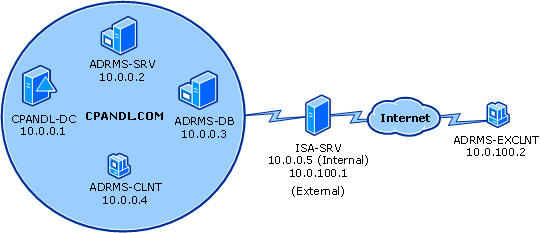 ADRMS-SRV
10.0.0.2
CPANDL-DC
10.0.0.1
CPANDL.COM
ADRMS-DB
10.0.0.3
ADRMS-CLNT
10.0.0.4
ISA-SRV
10.0.0.5 (Internal)
10.0.100.1
(External)
Internet
ADRMS-EXCLNT
10.0.100.2